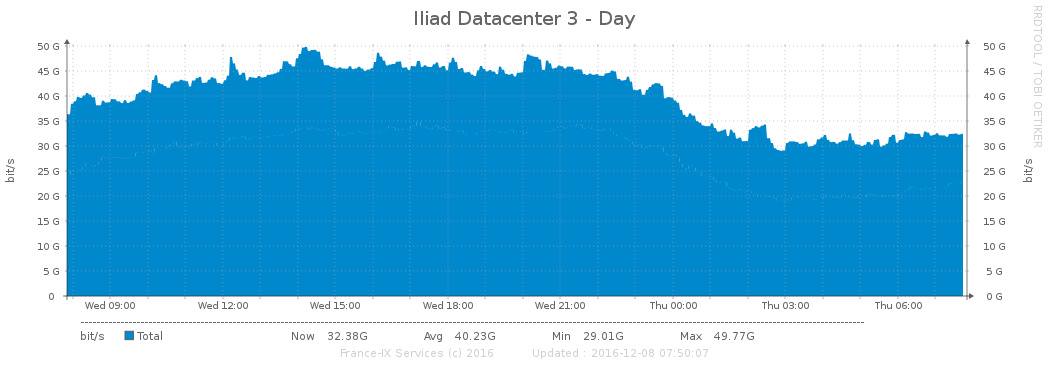 Iliad Datacenter 3 - Day
RRDTOOL / TOBI OETIKER
50 G 50 G
45 G 45 G
40 G 40 G
35 G 35 G
30 G 30 G
25 G 25 G
20 G 20 G
15 G 15 G
10 G 10 G
5 G 5 G
0 0 G
bit/s
bit/s
Wed 09:00 Wed 12:00 Wed 15:00 Wed 18:00 Wed 21:00 Thu 00:00 Thu 03:00 Thu 06:00
bit/s Total Now 32.38G Avg 40.23G Min 29.01G Max 49.77G
France-IX Services (c) 2016 Updated : 2016-12-08 07:50:07